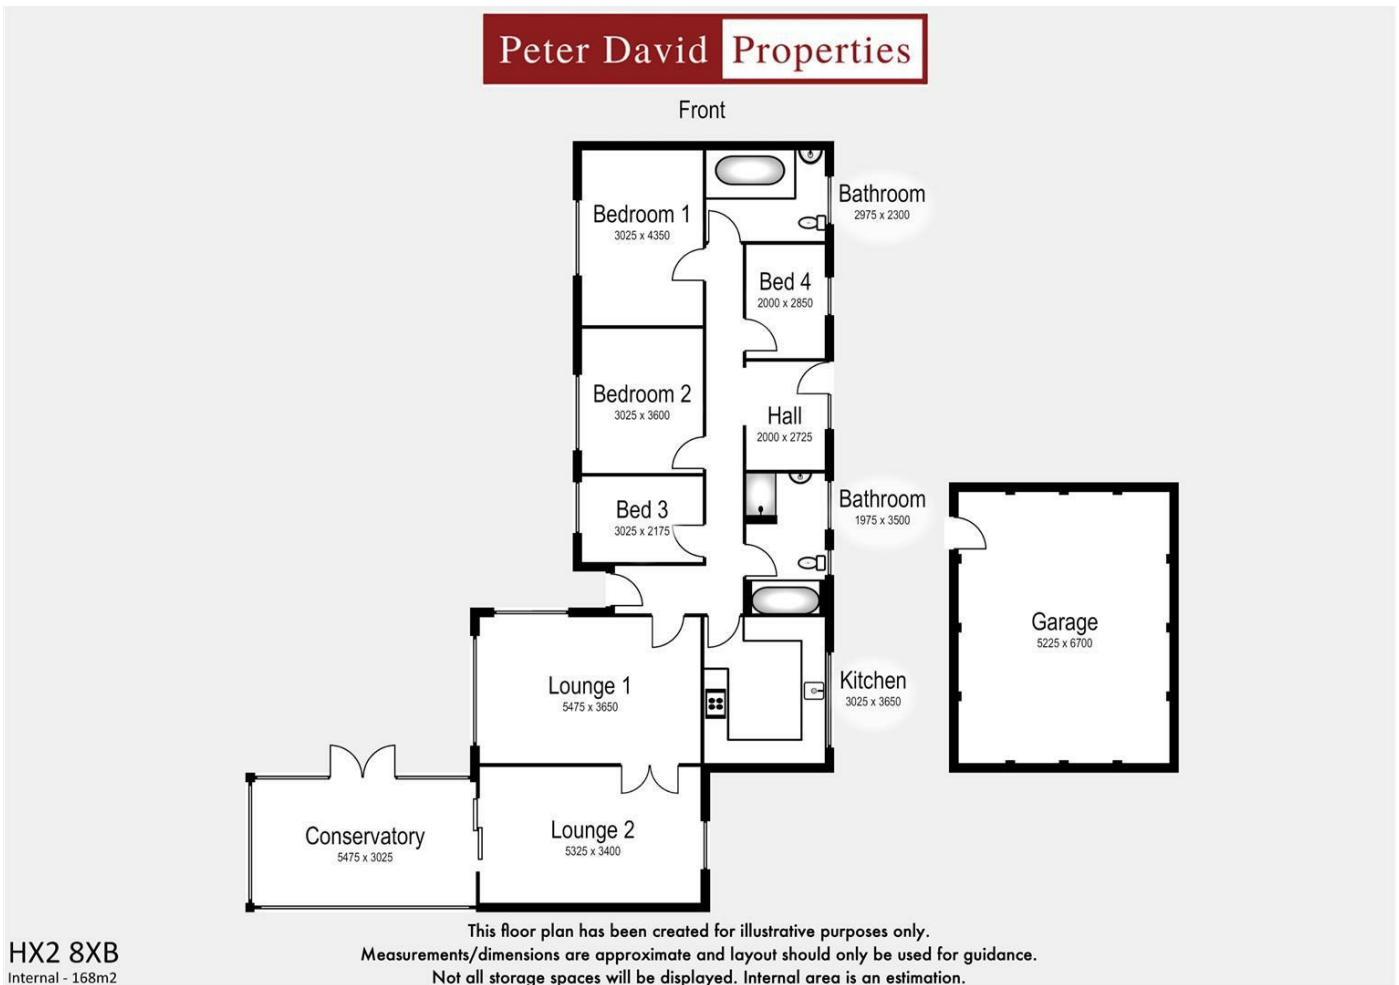 Peter David Properties
Front
Bedroom 1
3025 x 4350
Bathroom
2975 x 2300
Bed 4
2000 x 2850
Bedroom 2
3025 x 3600
Hall
2000 x 2725
Bed 3
3025 x 2175
Bathroom
1975 x 3500
Garage
5225 x 6700
Lounge 1
5475 x 3650
Kitchen
3025 x 3650
Conservatory
5475 x 3025
Lounge 2
5325 x 3400
This floor plan has been created for illustrative purposes only.
Measurements/dimensions are approximate and layout should only be used for guidance.
Not all storage spaces will be displayed. Internal area is an estimation.
HX2 8XB
Internal - 168m2